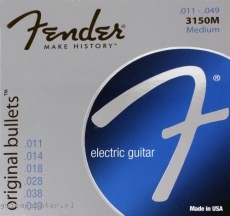 Fender
MAKE HISTORY™
.011 - .049
3150M
Medium
Original bullets™
.011
.014
.018
.028
.038
.049
electric guitar
F
Made in USA